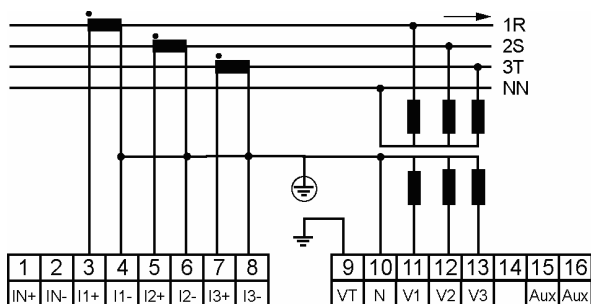 1R
2S
3T
NN
1 2 3 4 5 6 7 8 9 10 11 12 13 14 15 16
IN+ IN- I1+ I1- I2+ I2- I3+ I3- VT N V1 V2 V3 Aux Aux